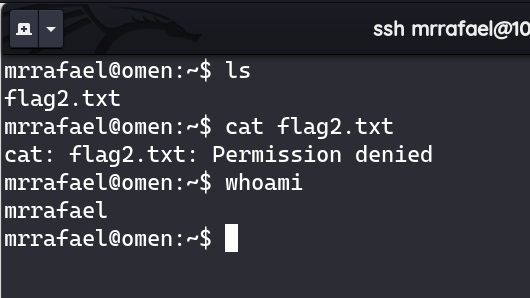 ssh mrrafael@10
mrrafael@omen:~$ ls
flag2.txt
mrrafael@omen:~$ cat flag2.txt
cat: flag2.txt: Permission denied
mrrafael@omen:~$ whoami
mrrafael
mrrafael@omen:~$